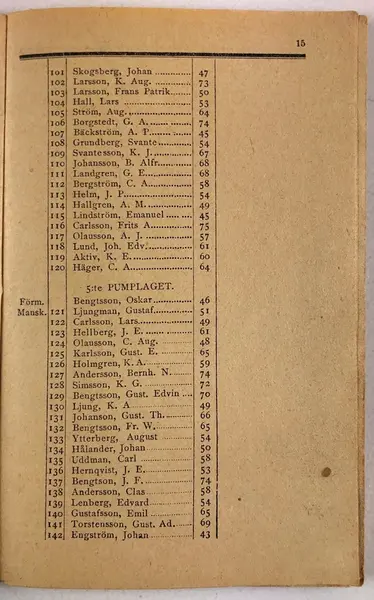 15
101 Skogsberg, Johan 47
102 Larsson, K. Aug. 73
103 Larsson, Frans Patrik 50
104 Hall, Lars 53
105 Ström, Aug. 64
106 Borgstedt, G. A. 74
107 Bäckström, A. P. 45
108 Grundberg, Svante 54
109 Svantesson, K. J. 67
110 Johansson, B. Alfr. 68
111 Landgren, G. E. 68
112 Bergström, C. A. 58
113 Helm, J. P. 54
114 Hallgren, A. M. 49
115 Lindström, Emanuel 45
116 Carlsson, Frits A 75
117 Olausson, A. J. 57
118 Lund, Joh. Edv. 61
119 Aktiv, K. E. 60
120 Häger, C. A. 64
5:te PUMPLAGET.
Förm. Bengtsson, Oskar 46
Mansk. 121 Ljungman, Gustaf 51
122 Carlsson, Lars 49
123 Hellberg, J. E. 61
124 Olausson, C. Aug. 48
125 Karlsson, Gust. E. 65
126 Holmgren, K. A. 59
127 Andersson, Bernh. N. 74
128 Simsson, K. G. 72
129 Bengtsson, Gust. Edvin 70
130 Ljung, K. A 49
131 Johanson, Gust. Th. 66
132 Bengtsson, Fr. W. 65
133 Ytterberg, August 54
134 Hålander, Johan 50
135 Uddman, Carl 58
136 Hernqvist, J. E. 53
137 Bengtson, J. F. 74
138 Andersson, Clas 58
139 Lenberg, Edvard 54
140 Gustafsson, Emil 65
141 Torstensson, Gust. Ad. 69
142 Engström, Johan 43